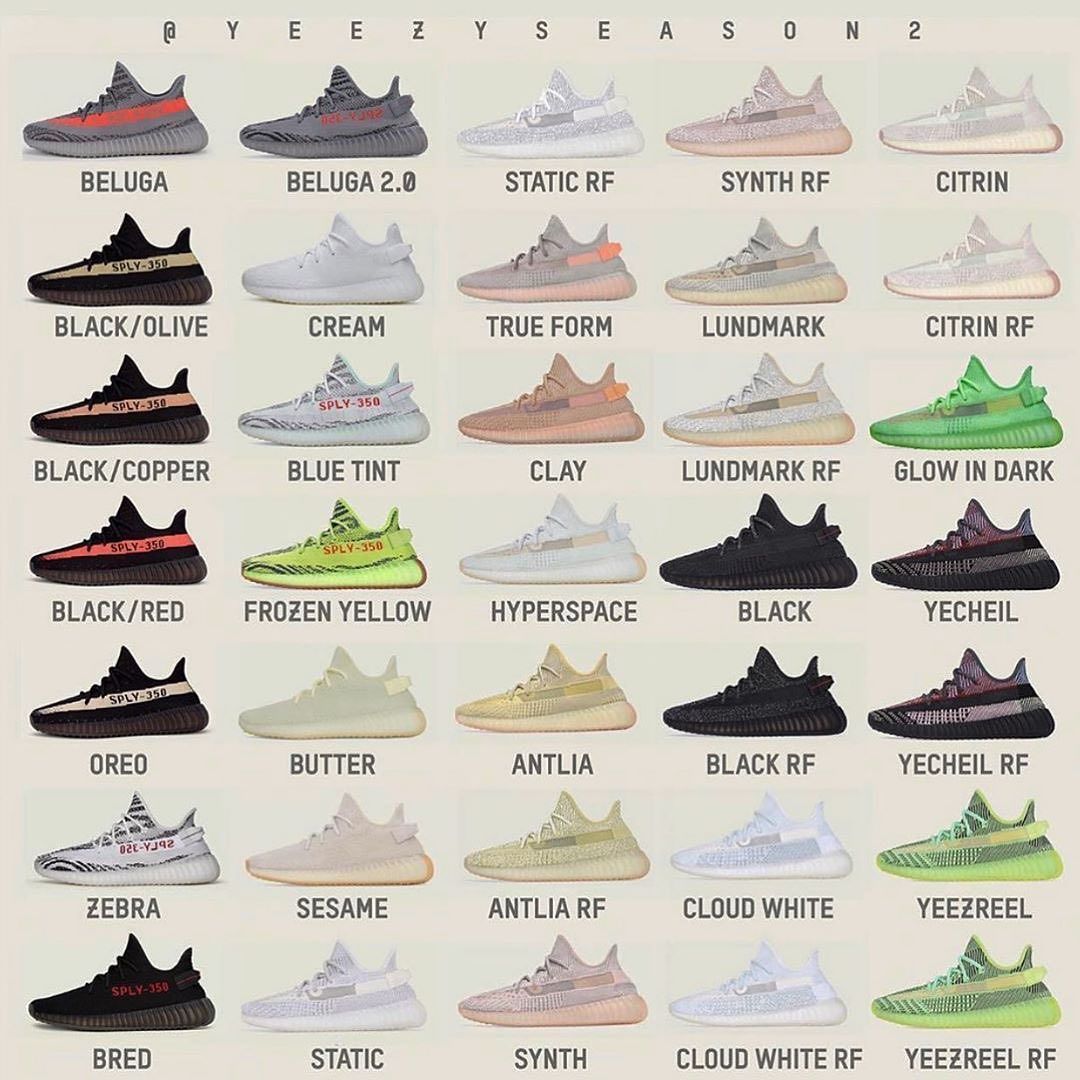 @YEEZYSEASON2
BELUGA BELUGA 2.0 STATIC RF SYNTH RF CITRIN
SPLY-350
BLACK/OLIVE CREAM TRUE FORM LUNDMARK CITRIN RF
SPLY-350 SPLY-350
BLACK/COPPER BLUE TINT CLAY LUNDMARK RF GLOW IN DARK
SPLY-350 SPLY-350
BLACK/RED FROZEN YELLOW HYPERSPACE BLACK YECHEIL
SPLY-350
OREO BUTTER ANTLIA BLACK RF YECHEIL RF
SPLY-350
ZEBRA SESAME ANTLIA RF CLOUD WHITE YEEZREEL
SPLY-350
BRED STATIC SYNTH CLOUD WHITE RF YEEZREEL RF